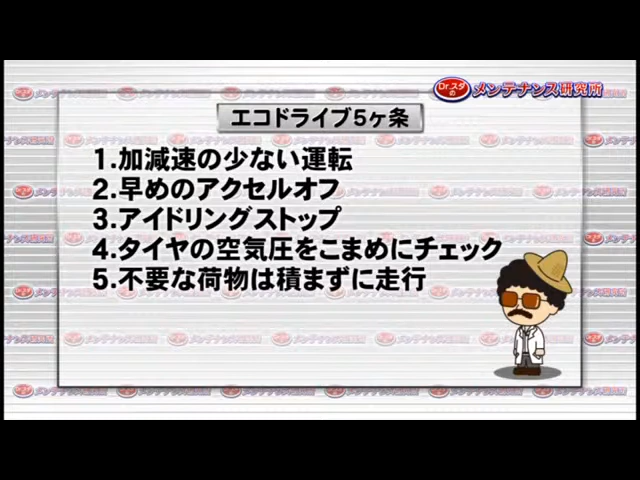 Dr.スダの メンテナンス研究所
エコドライブ5ヶ条
1.加減速の少ない運転
2.早めのアクセルオフ
3.アイドリングストップ
4.タイヤの空気圧をこまめにチェック
5.不要な荷物は積まずに走行